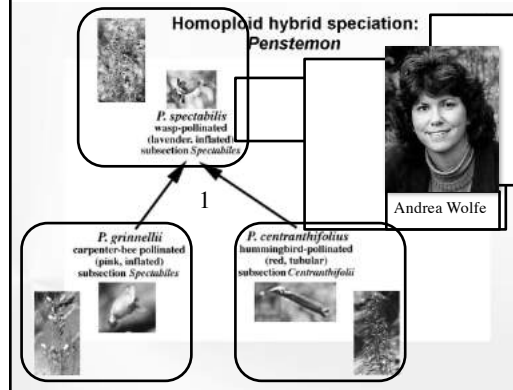 Homoploid hybrid speciation:
Penstemon
P. spectabilis
wasp-pollinated
(lavender, inflated)
subsection Spectabiles
Andrea Wolfe
1
P. grinnellii
carpenter-bee pollinated
(pink, inflated)
subsection Spectabiles
P. centranthifolius
hummingbird-pollinated
(red, tubular)
subsection Centranthifolii